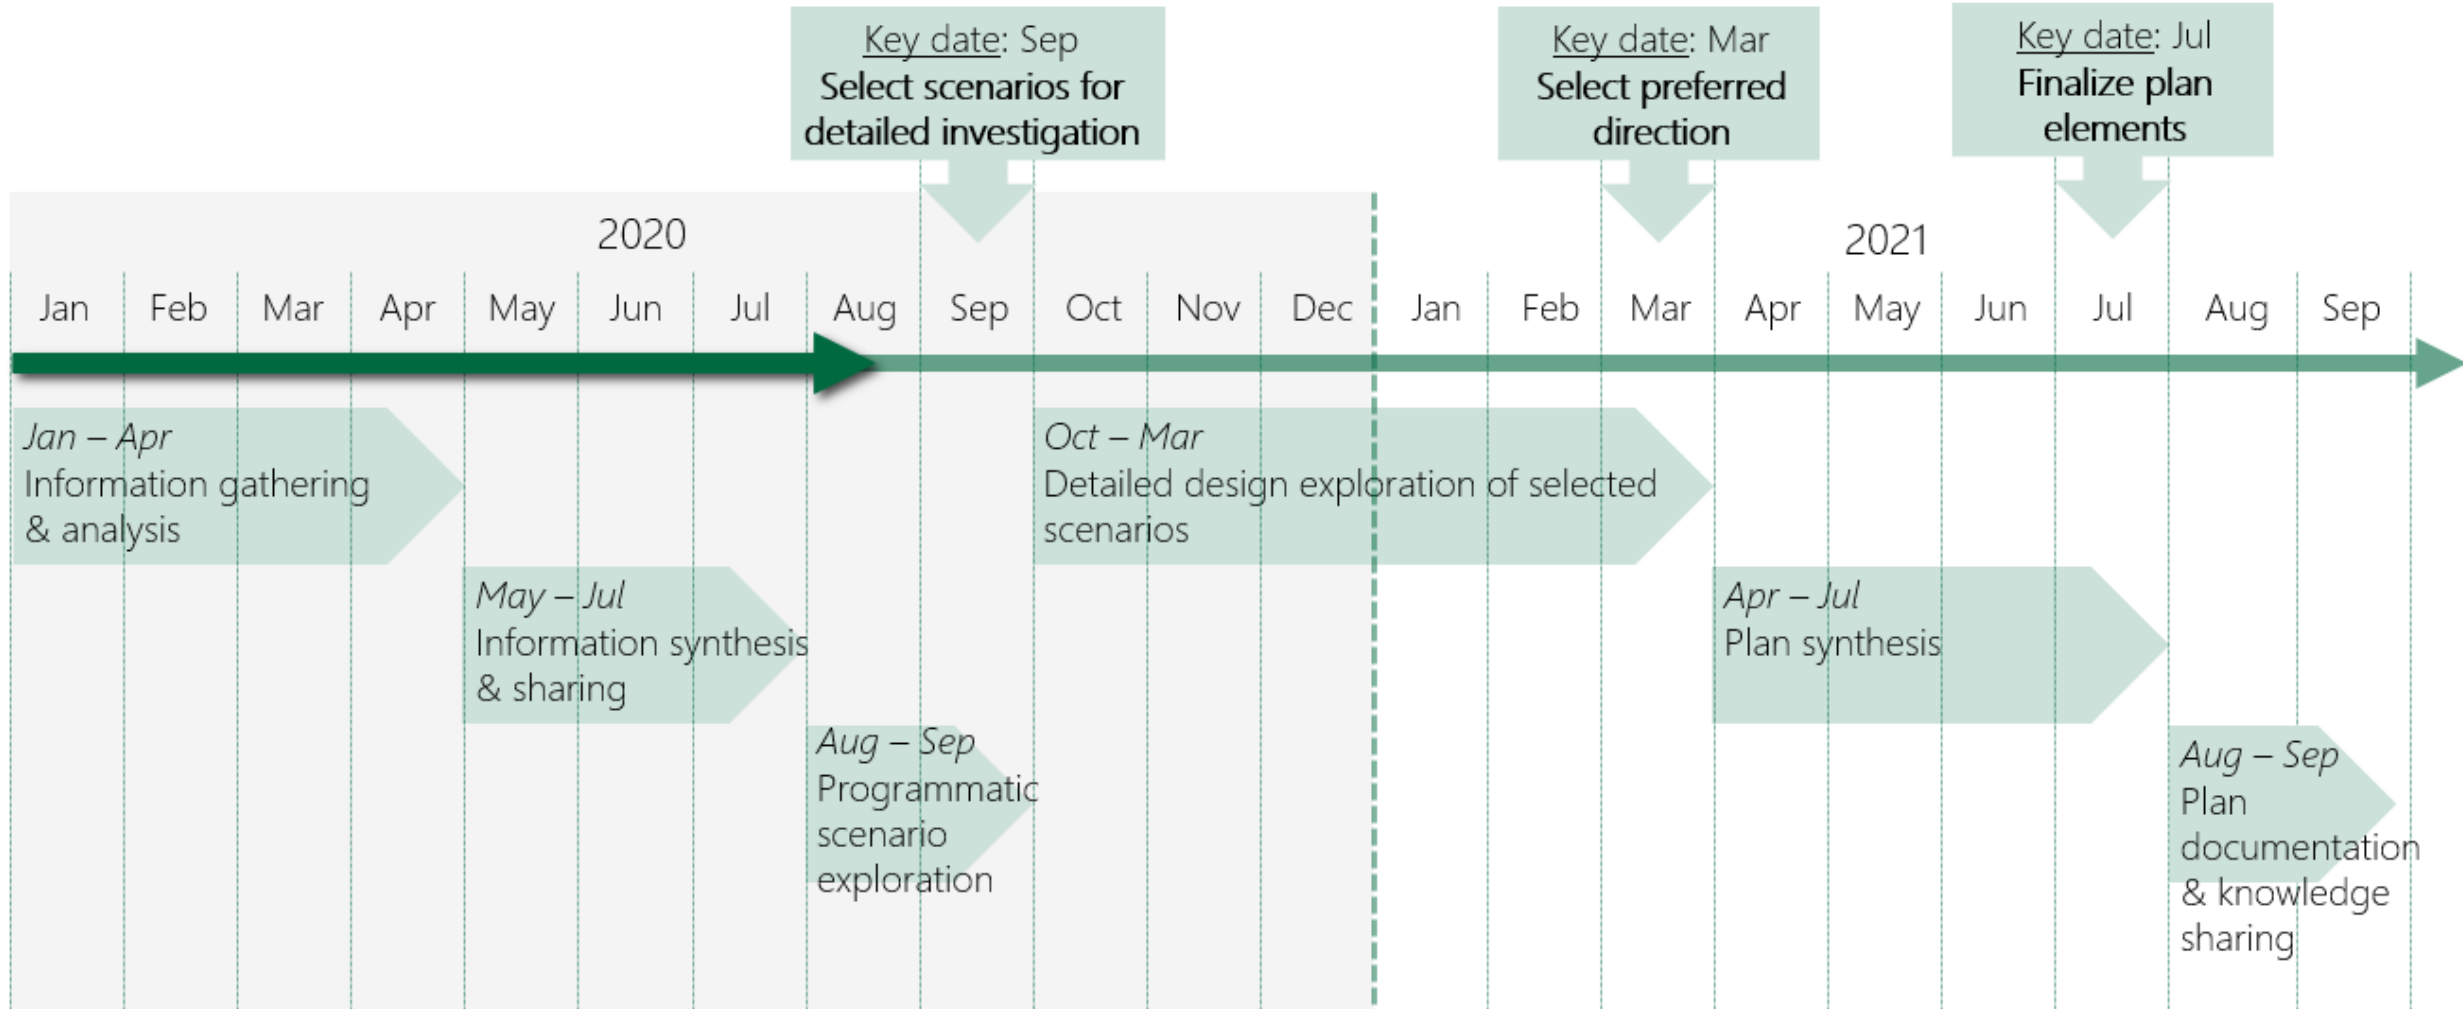 Key date: Sep
Select scenarios for
detailed investigation
Key date: Mar
Select preferred
direction
Key date: Jul
Finalize plan
elements
2020
2021
Jan Feb Mar Apr May Jun Jul Aug Sep Oct Nov Dec Jan Feb Mar Apr May Jun Jul Aug Sep
Jan – Apr
Information gathering
& analysis
Oct – Mar
Detailed design exploration of selected
scenarios
May – Jul
Information synthesis
& sharing
Apr – Jul
Plan synthesis
Aug – Sep
Programmatic
scenario
exploration
Aug – Sep
Plan
documentation
& knowledge
sharing